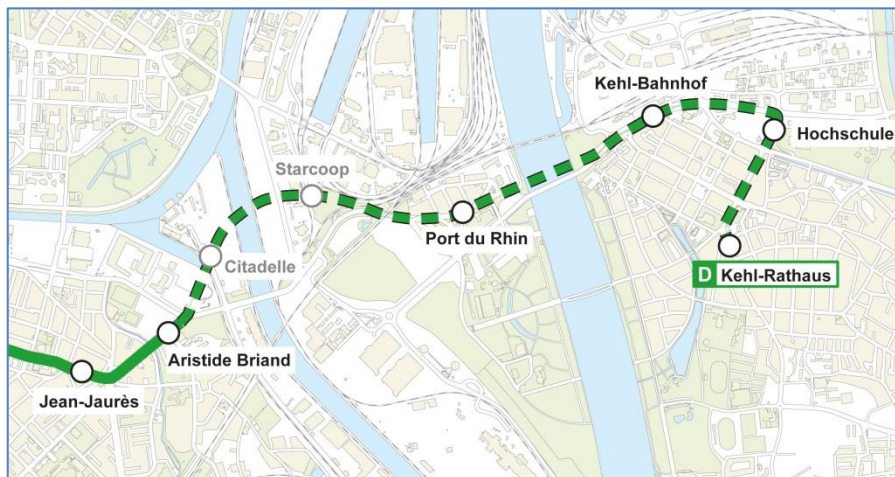 Kehl-Bahnhof
Hochschule
Starcoop
Port du Rhin
Citadelle
D Kehl-Rathaus
Aristide Briand
Jean-Jaurès